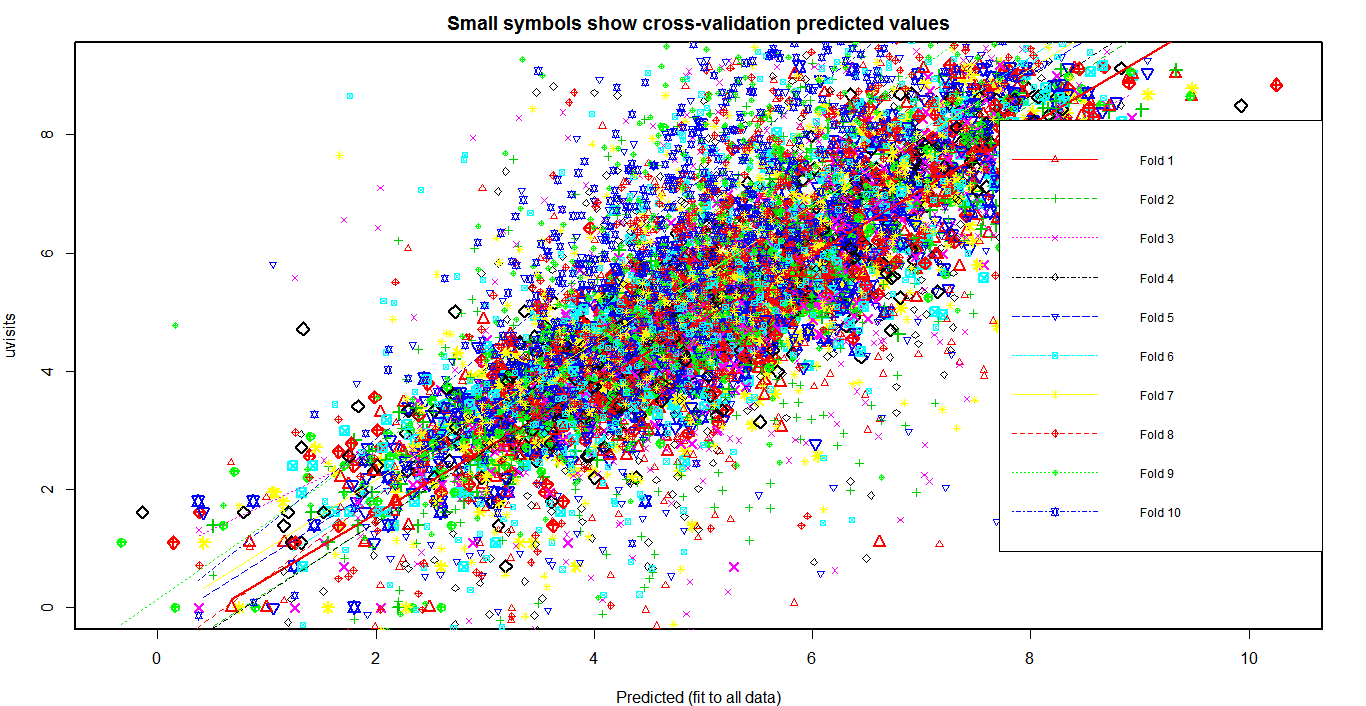 Small symbols show cross-validation predicted values
uvisits
8
6
4
2
0
0 2 4 6 8 10
Predicted (fit to all data)
Fold 1
Fold 2
Fold 3
Fold 4
Fold 5
Fold 6
Fold 7
Fold 8
Fold 9
Fold 10